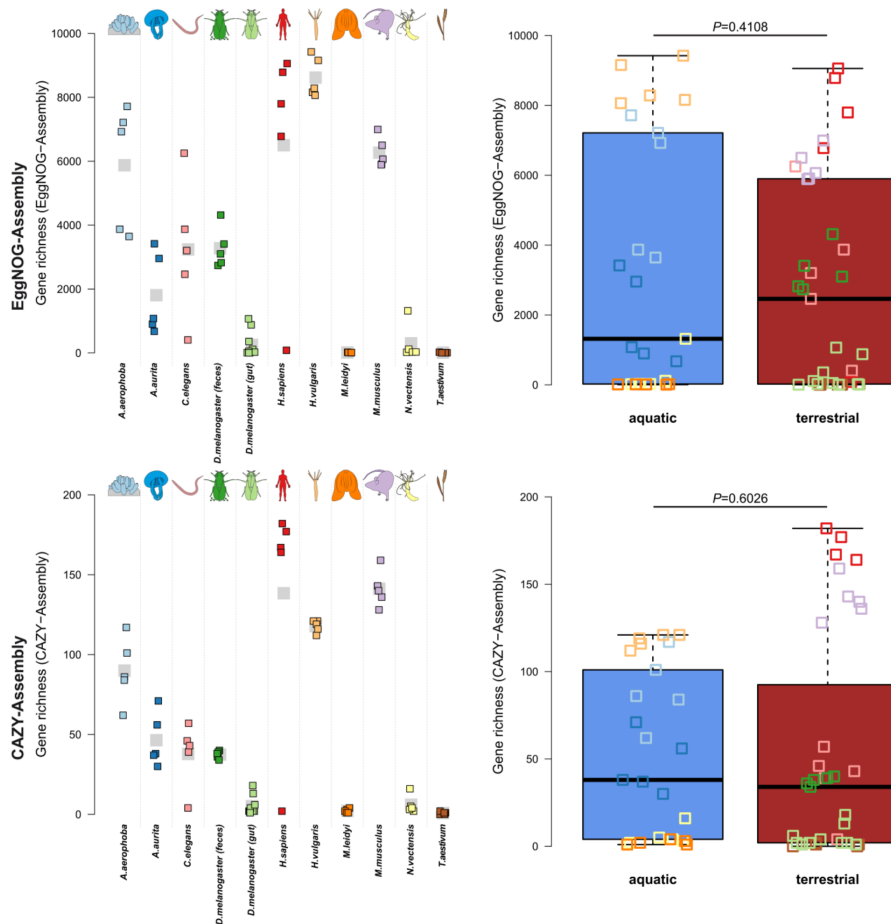 EggNOG-Assembly
Gene richness (EggNOG−Assembly)
10000
8000
6000
4000
2000
0
A.aerophoba
A.aurita
C.elegans
D.melanogaster (feces)
D.melanogaster (gut)
H.sapiens
H.vulgaris
M.leidyi
M.musculus
N.vectensis
T.aestivum
P=0.4108
Gene richness (EggNOG−Assembly)
10000
8000
6000
4000
2000
0
aquatic
terrestrial
CAZY-Assembly
Gene richness (CAZY−Assembly)
200
150
100
50
0
A.aerophoba
A.aurita
C.elegans
D.melanogaster (feces)
D.melanogaster (gut)
H.sapiens
H.vulgaris
M.leidyi
M.musculus
N.vectensis
T.aestivum
P=0.6026
Gene richness (CAZY−Assembly)
200
150
100
50
0
aquatic
terrestrial